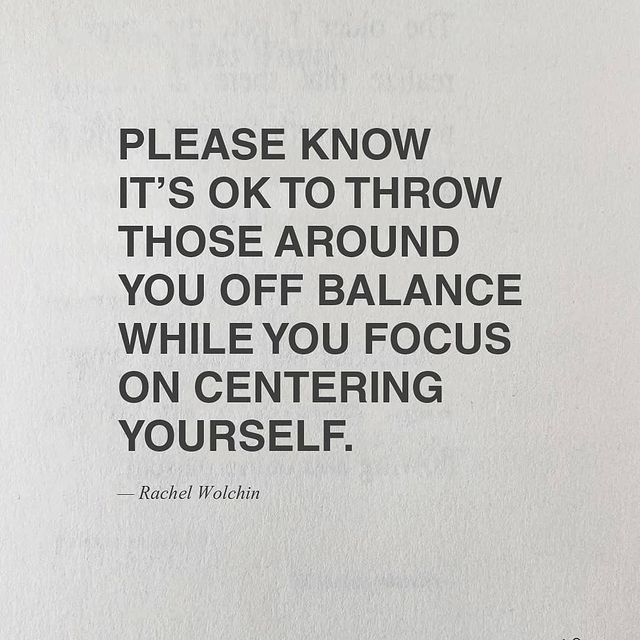 PLEASE KNOW
IT’S OK TO THROW
THOSE AROUND
YOU OFF BALANCE
WHILE YOU FOCUS
ON CENTERING
YOURSELF.
— Rachel Wolchin